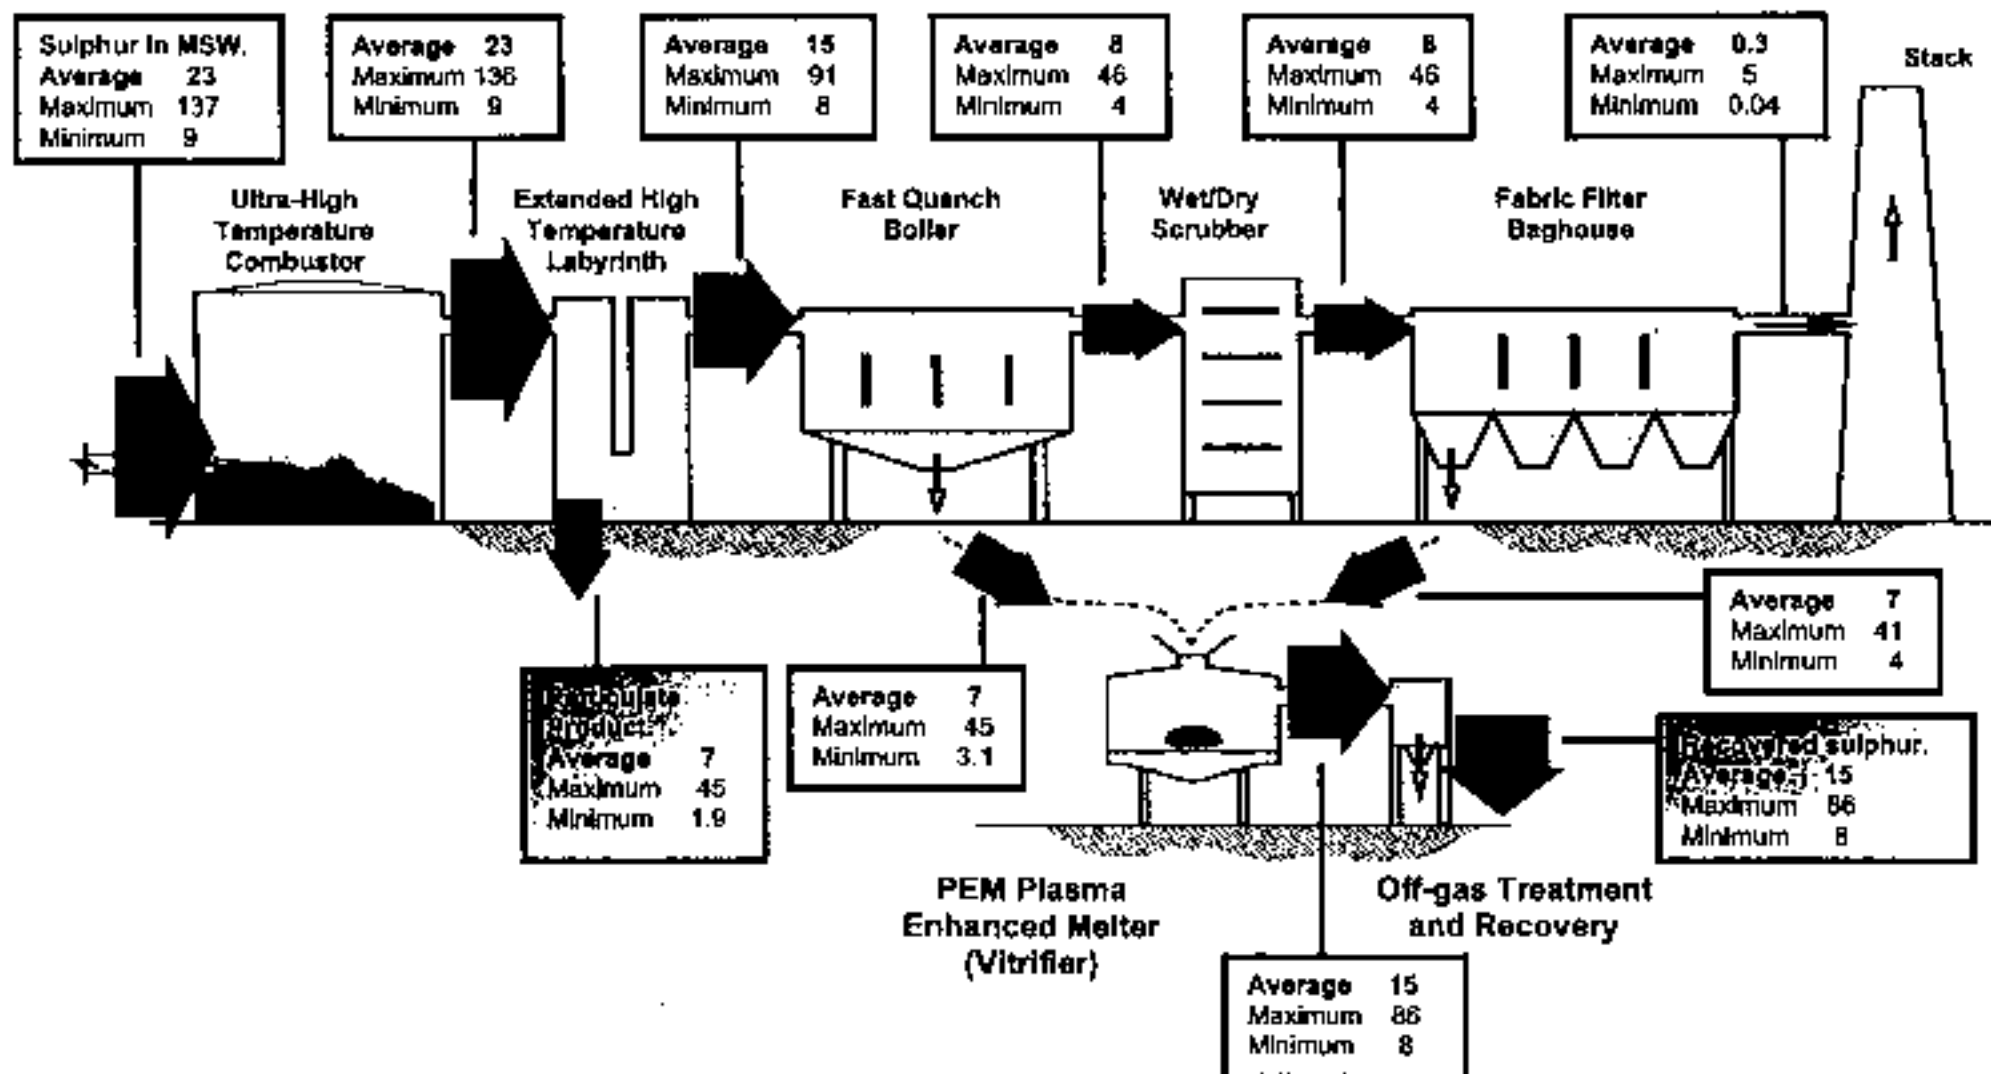 Sulphur in MSW.
Average 23
Maximum 137
Minimum 9
Average 23
Maximum 136
Minimum 9
Average 15
Maximum 91
Minimum 8
Average 8
Maximum 46
Minimum 4
Average 8
Maximum 46
Minimum 4
Average 0.3
Maximum 5
Minimum 0.04
Stack
Ultra-High
Temperature
Combustor
Extended High
Temperature
Labyrinth
Fast Quench
Boiler
Wet/Dry
Scrubber
Fabric Filter
Baghouse
Particulate
Product.
Average 7
Maximum 45
Minimum 1.9
Average 7
Maximum 45
Minimum 3.1
Average 7
Maximum 41
Minimum 4
Recovered sulphur.
Average 15
Maximum 86
Minimum 8
PEM Plasma
Enhanced Melter
(Vitrifier)
Off-gas Treatment
and Recovery
Average 15
Maximum 86
Minimum 8